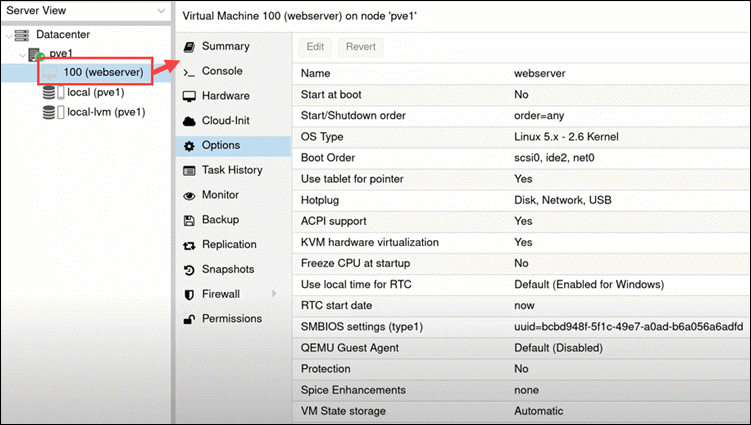 Server View
Datacenter
pve1
100 (webserver)
local (pve1)
local-lvm (pve1)
Virtual Machine 100 (webserver) on node 'pve1'
Summary
Console
Hardware
Cloud-Init
Options
Task History
Monitor
Backup
Replication
Snapshots
Firewall
Permissions
Edit Revert
Name webserver
Start at boot No
Start/Shutdown order order=any
OS Type Linux 5.x - 2.6 Kernel
Boot Order scsi0, ide2, net0
Use tablet for pointer Yes
Hotplug Disk, Network, USB
ACPI support Yes
KVM hardware virtualization Yes
Freeze CPU at startup No
Use local time for RTC Default (Enabled for Windows)
RTC start date now
SMBIOS settings (type1) uuid=bcbd948f-5f1c-49e7-a0ad-b6a056a6adfd
QEMU Guest Agent Default (Disabled)
Protection No
Spice Enhancements none
VM State storage Automatic